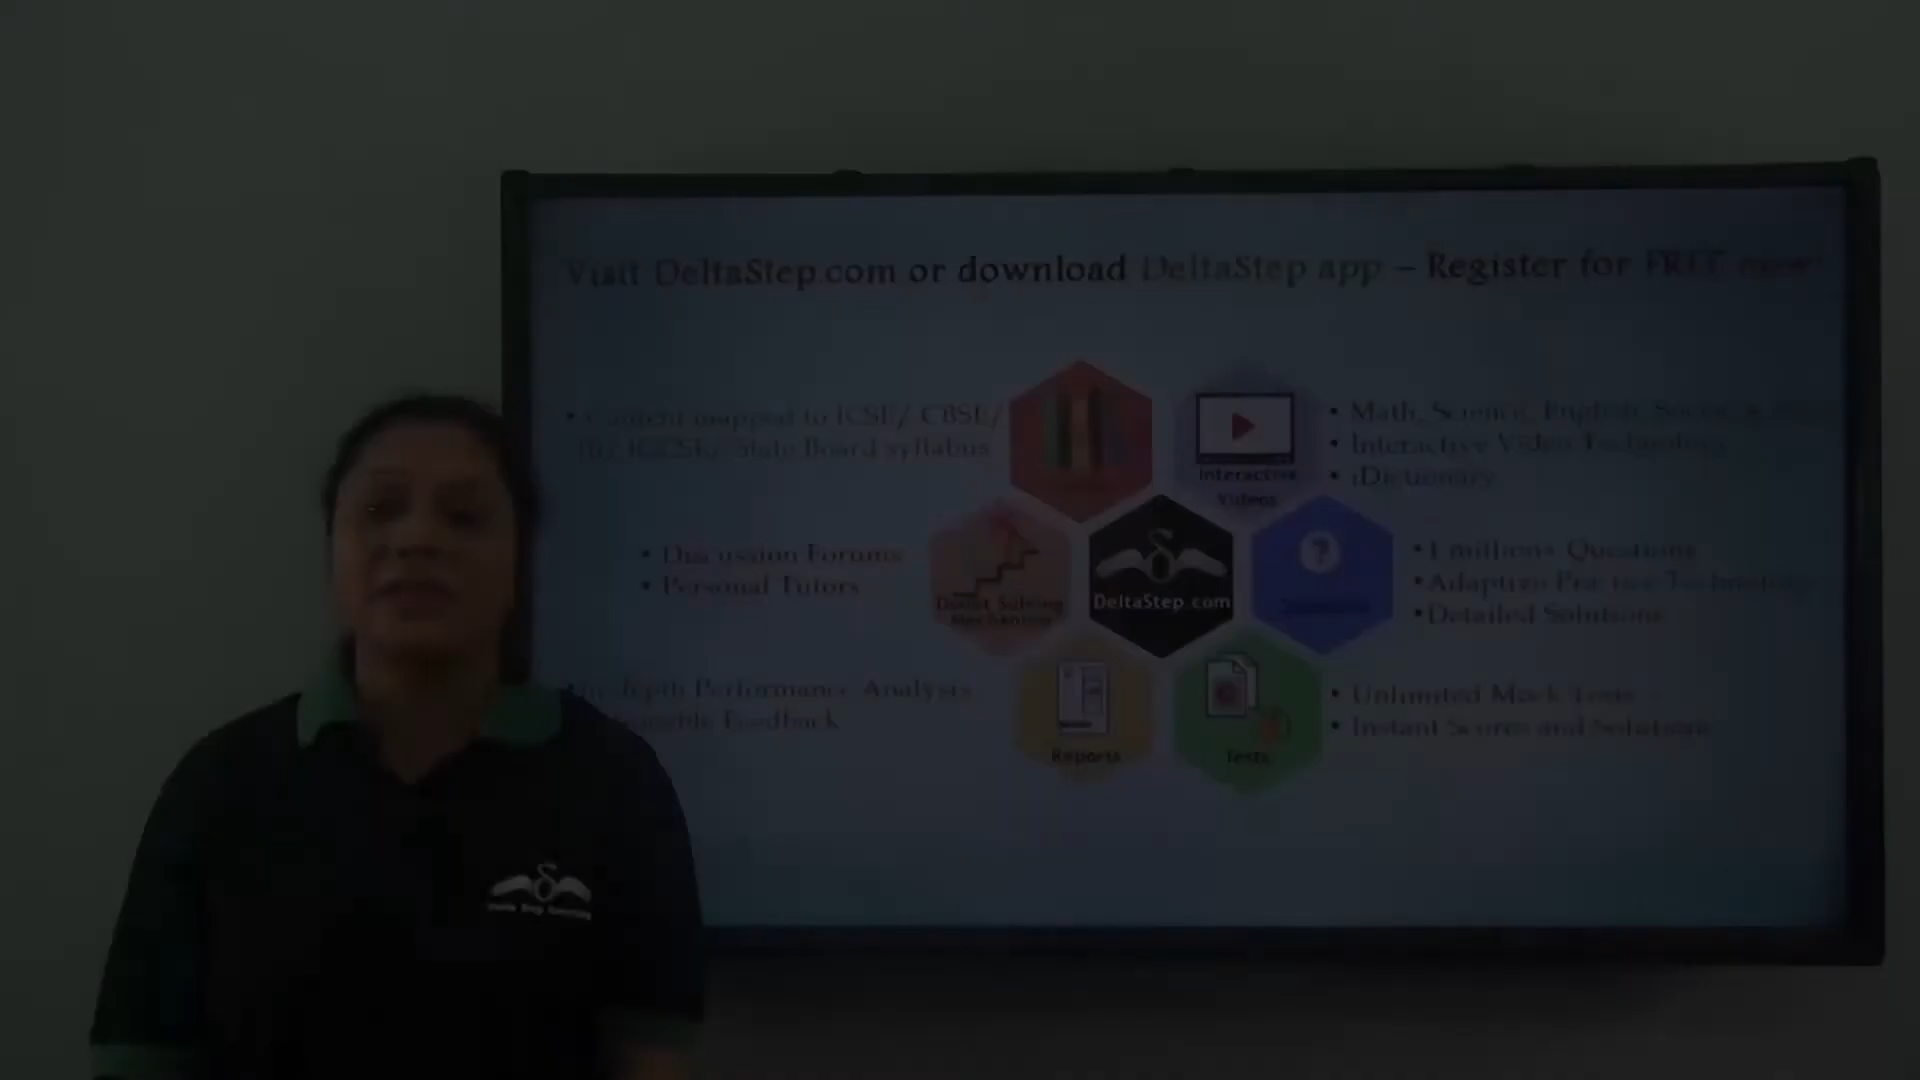 Visit DeltaStep.com or download DeltaStep app – Register for FREE now
• Content mapped to ICSE/ CBSE/
IB/ IGCSE/ State Board syllabus
Interactive
Videos
• Math, Science, English,
• Interactive Video Technology
• iDictionary
• Discussion Forums
• Personal Tutors
Doubt Solving
Mechanism
DeltaStep.com
?
• 1 million+ Questions
• Adaptive Practice Technology
• Detailed Solutions
In-depth Performance Analysis
Feedback
Reports
Tests
• Unlimited Mock Tests
• Instant Scores and Solutions